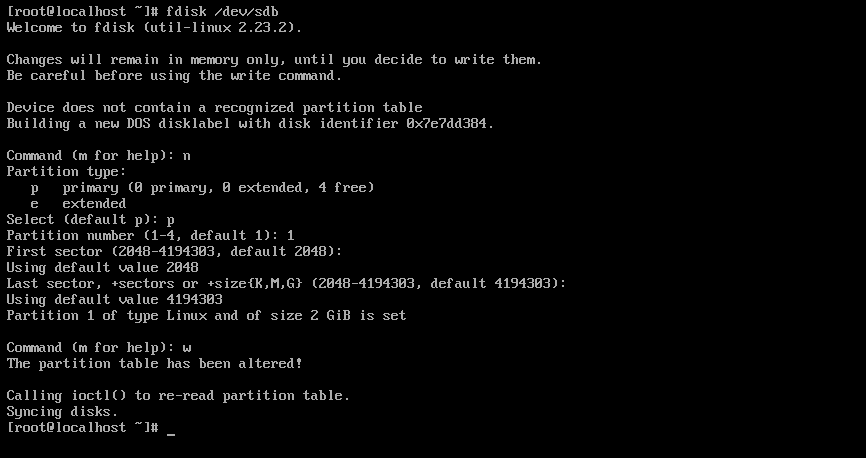 [root@localhost ~]# fdisk /dev/sdb
Welcome to fdisk (util-linux 2.23.2).
Changes will remain in memory only, until you decide to write them.
Be careful before using the write command.
Device does not contain a recognized partition table
Building a new DOS disklabel with disk identifier 0x7e7dd384.
Command (m for help): n
Partition type:
   p   primary (0 primary, 0 extended, 4 free)
   e   extended
Select (default p): p
Partition number (1-4, default 1): 1
First sector (2048-4194303, default 2048):
Using default value 2048
Last sector, +sectors or +size{K,M,G} (2048-4194303, default 4194303):
Using default value 4194303
Partition 1 of type Linux and of size 2 GiB is set
Command (m for help): w
The partition table has been altered!
Calling ioctl() to re-read partition table.
Syncing disks.
[root@localhost ~]# _